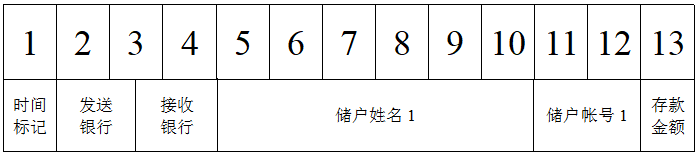 1 2 3 4 5 6 7 8 9 10 11 12 13
时间 发送 接收 储户姓名 1 储户帐号 1 存款
标记 银行 银行 金额